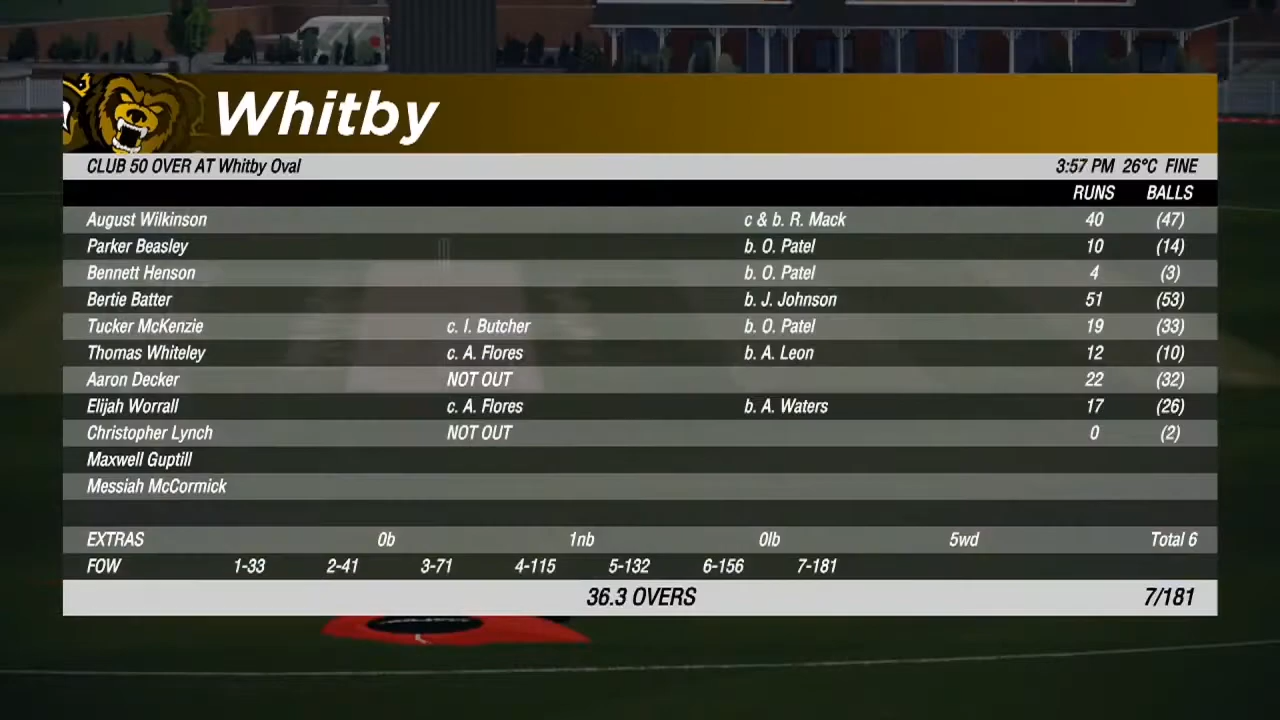 Whitby
CLUB 50 OVER AT Whitby Oval 3:57 PM 26°C FINE
RUNS BALLS
August Wilkinson c & b. R. Mack 40 (47)
Parker Beasley b. O. Patel 10 (14)
Bennett Henson b. O. Patel 4 (3)
Bertie Batter b. J. Johnson 51 (53)
Tucker McKenzie c. I. Butcher b. O. Patel 19 (33)
Thomas Whiteley c. A. Flores b. A. Leon 12 (10)
Aaron Decker NOT OUT 22 (32)
Elijah Worrall c. A. Flores b. A. Waters 17 (26)
Christopher Lynch NOT OUT 0 (2)
Maxwell Guptill
Messiah McCormick
EXTRAS 0b 1nb 0lb 5wd Total 6
FOW 1-33 2-41 3-71 4-115 5-132 6-156 7-181
36.3 OVERS 7/181